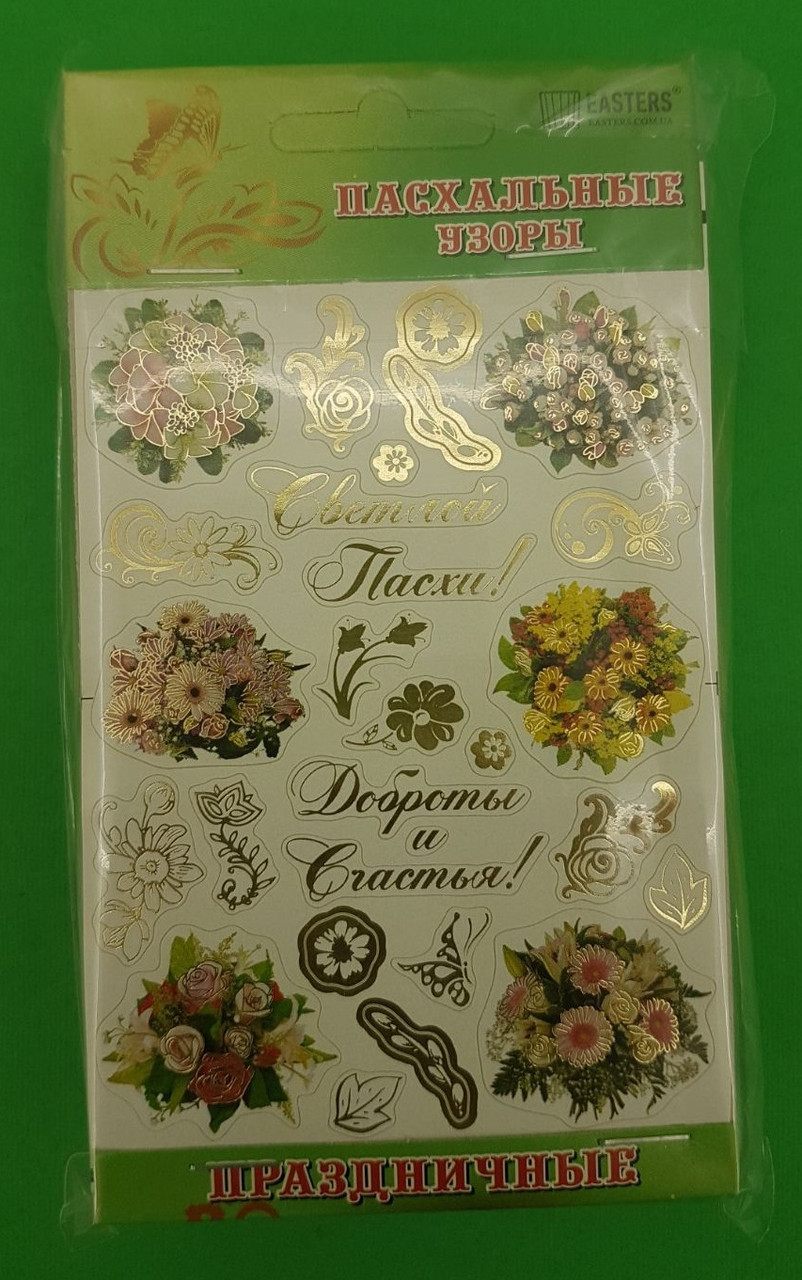 EASTERS®
EASTERS.COM.UA
ПАСХАЛЬНЫЕ
УЗОРЫ
Светлой
Пасхи!
Доброты
и
Счастья!
ПРАЗДНИЧНЫЕ